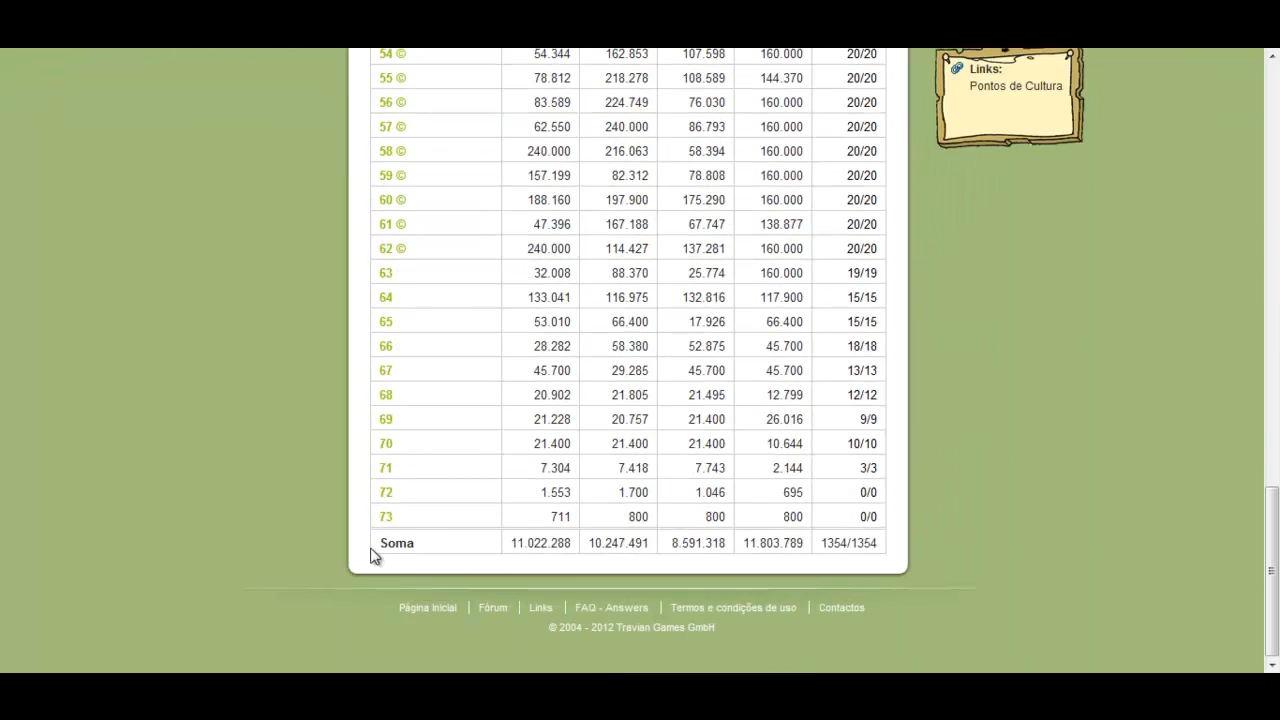 54 © 54.344 162.853 107.598 160.000 20/20
55 © 78.812 218.278 108.589 144.370 20/20
56 © 83.589 224.749 76.030 160.000 20/20
57 © 62.550 240.000 86.793 160.000 20/20
58 © 240.000 216.063 58.394 160.000 20/20
59 © 157.199 82.312 78.808 160.000 20/20
60 © 188.160 197.900 175.290 160.000 20/20
61 © 47.396 167.188 67.747 138.877 20/20
62 © 240.000 114.427 137.281 160.000 20/20
63 32.008 88.370 25.774 160.000 19/19
64 133.041 116.975 132.816 117.900 15/15
65 53.010 66.400 17.926 66.400 15/15
66 28.282 58.380 52.875 45.700 18/18
67 45.700 29.285 45.700 45.700 13/13
68 20.902 21.805 21.495 12.799 12/12
69 21.228 20.757 21.400 26.016 9/9
70 21.400 21.400 21.400 10.644 10/10
71 7.304 7.418 7.743 2.144 3/3
72 1.553 1.700 1.046 695 0/0
73 711 800 800 800 0/0
Soma 11.022.288 10.247.491 8.591.318 11.803.789 1354/1354
Links:
Pontos de Cultura
Página inicial | Fórum | Links | FAQ - Answers | Termos e condições de uso | Contactos
© 2004 - 2012 Travian Games GmbH